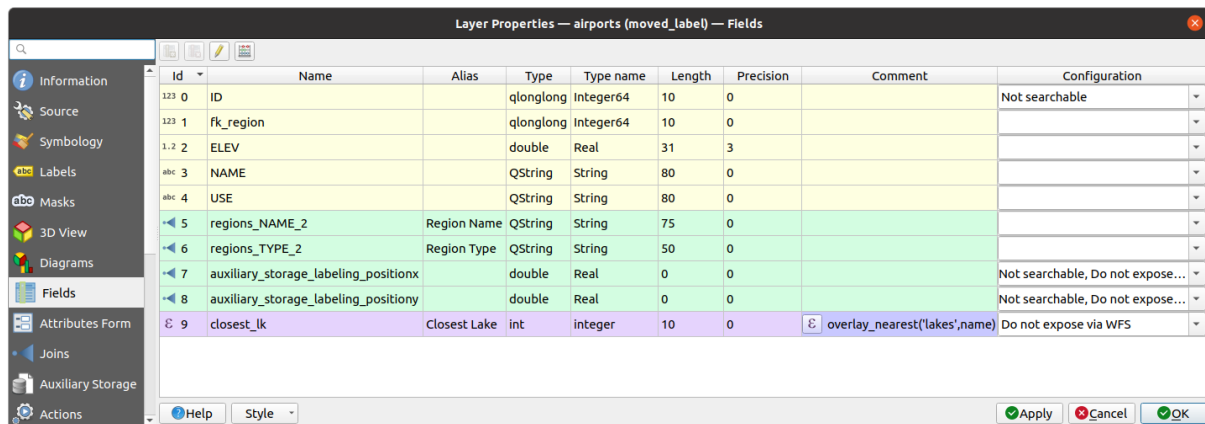 Layer Properties — airports (moved_label) — Fields
Information
Source
Symbology
abc Labels
abc Masks
3D View
Diagrams
Fields
Attributes Form
Joins
Auxiliary Storage
Actions
Id Name Alias Type Type name Length Precision Comment Configuration
123 0 ID qlonglong Integer64 10 0 Not searchable
123 1 fk_region qlonglong Integer64 10 0
1.2 2 ELEV double Real 31 3
abc 3 NAME QString String 80 0
abc 4 USE QString String 80 0
5 regions_NAME_2 Region Name QString String 75 0
6 regions_TYPE_2 Region Type QString String 50 0
7 auxiliary_storage_labeling_positionx double Real 0 0 Not searchable, Do not expose...
8 auxiliary_storage_labeling_positiony double Real 0 0 Not searchable, Do not expose...
ε 9 closest_lk Closest Lake int integer 10 0 ε overlay_nearest('lakes',name) Do not expose via WFS
Help Style Apply Cancel OK